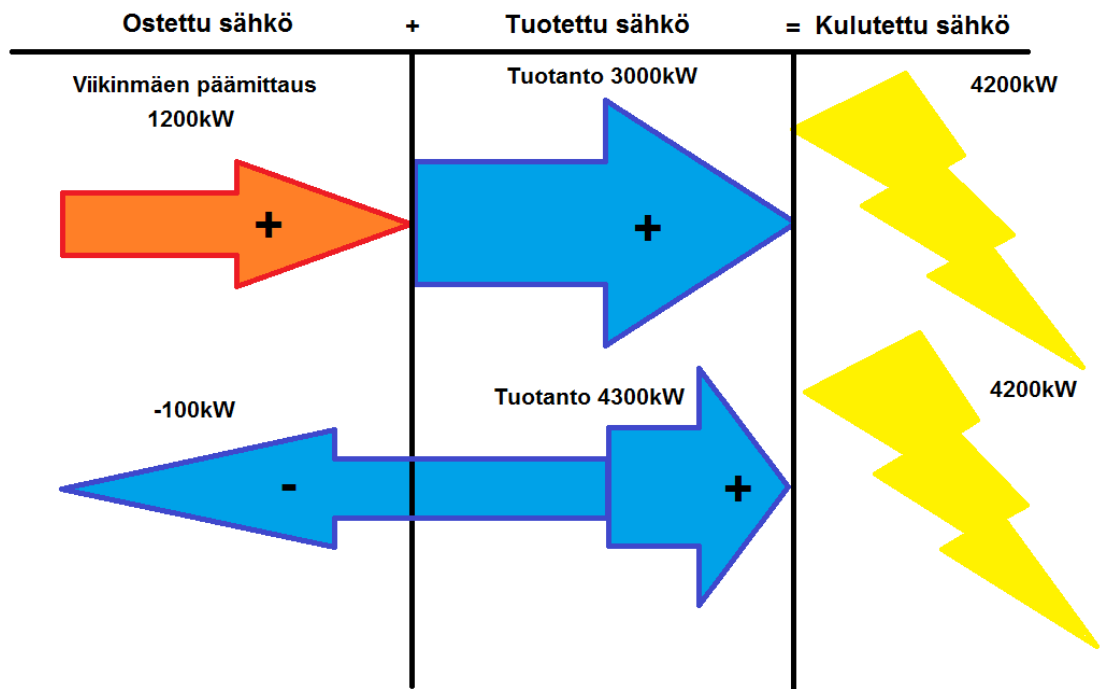 Ostettu sähkö + Tuotettu sähkö = Kulutettu sähkö
Viikinmäen päämittaus
1200kW
Tuotanto 3000kW
4200kW
+
+
-100kW
Tuotanto 4300kW
4200kW
-
+